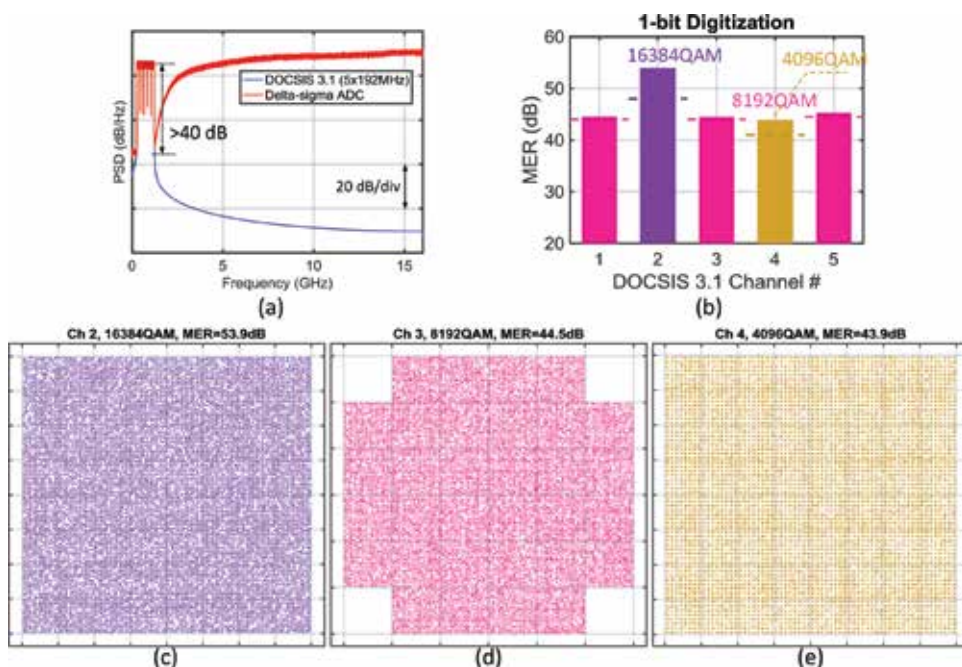 PSD (dB/Hz)
DOCSIS 3.1 (5x192MHz)
Delta-sigma ADC
>40 dB
20 dB/div
0
5
10
15
Frequency (GHz)
(a)
1-bit Digitization
60
50
40
30
20
MER (dB)
16384QAM
4096QAM
8192QAM
1
2
3
4
5
DOCSIS 3.1 Channel #
(b)
Ch 2, 16384QAM, MER=53.9dB
(c)
Ch 3, 8192QAM, MER=44.5dB
(d)
Ch 4, 4096QAM, MER=43.9dB
(e)